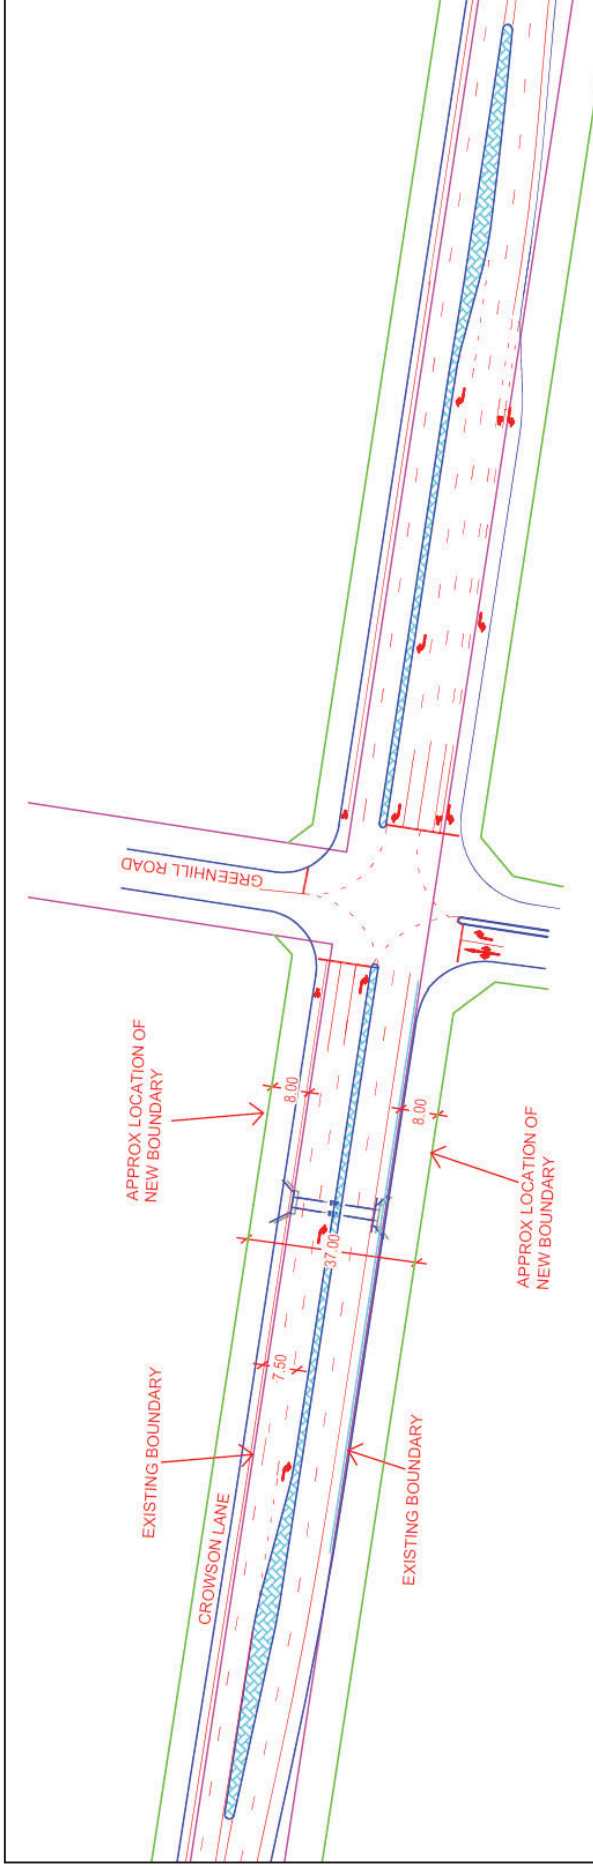 GREENHILL ROAD
APPROX LOCATION OF
NEW BOUNDARY
8.00
8.00
APPROX LOCATION OF
NEW BOUNDARY
37.00
7.50
EXISTING BOUNDARY
EXISTING BOUNDARY
CROWSON LANE